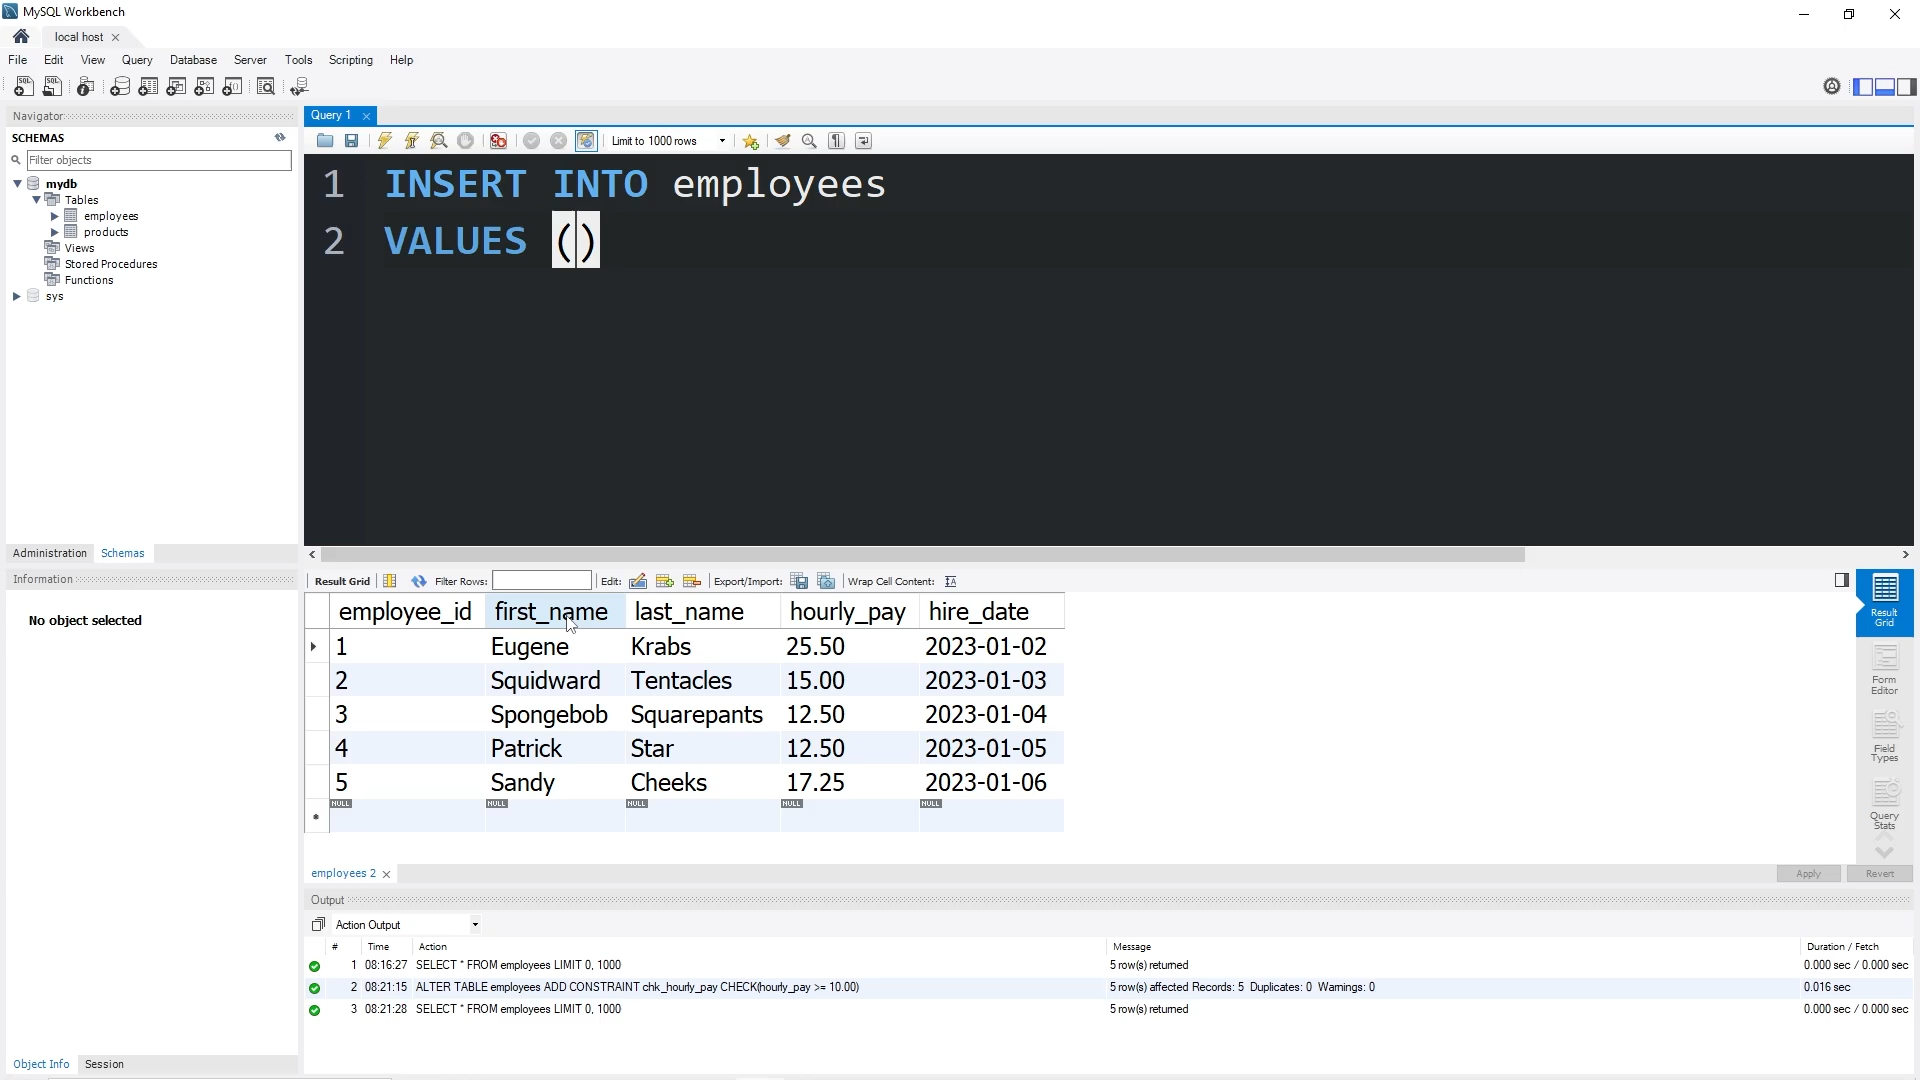 MySQL Workbench
local host
File Edit View Query Database Server Tools Scripting Help
Navigator
SCHEMAS
Filter objects
mydb
Tables
employees
products
Views
Stored Procedures
Functions
sys
Administration Schemas
Information
No object selected
Object Info Session
Query 1
Limit to 1000 rows
1 INSERT INTO employees
2 VALUES ()
Result Grid Filter Rows: Edit: Export/Import: Wrap Cell Content:
employee_id first_name last_name hourly_pay hire_date
1 Eugene Krabs 25.50 2023-01-02
2 Squidward Tentacles 15.00 2023-01-03
3 Spongebob Squarepants 12.50 2023-01-04
4 Patrick Star 12.50 2023-01-05
5 Sandy Cheeks 17.25 2023-01-06
NULL NULL NULL NULL NULL
Result
Grid
Form
Editor
Field
Types
Query
Stats
employees 2
Apply Revert
Output
Action Output
# Time Action Message Duration / Fetch
1 08:16:27 SELECT * FROM employees LIMIT 0, 1000 5 row(s) returned 0.000 sec / 0.000 sec
2 08:21:15 ALTER TABLE employees ADD CONSTRAINT chk_hourly_pay CHECK(hourly_pay >= 10.00) 5 row(s) affected Records: 5 Duplicates: 0 Warnings: 0 0.016 sec
3 08:21:28 SELECT * FROM employees LIMIT 0, 1000 5 row(s) returned 0.000 sec / 0.000 sec